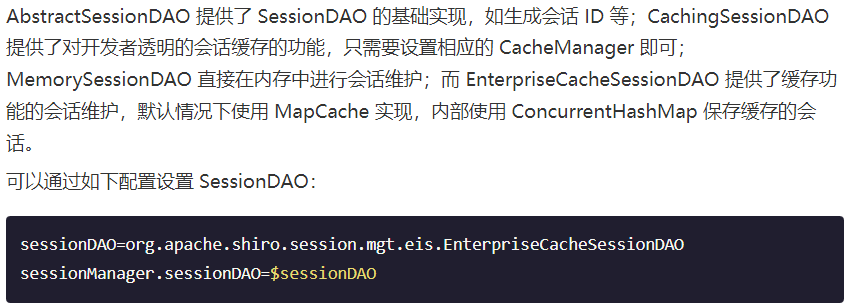 AbstractSessionDAO 提供了 SessionDAO 的基础实现，如生成会话 ID 等；CachingSessionDAO
提供了对开发者透明的会话缓存的功能，只需要设置相应的 CacheManager 即可；
MemorySessionDAO 直接在内存中进行会话维护；而 EnterpriseCacheSessionDAO 提供了缓存功
能的会话维护，默认情况下使用 MapCache 实现，内部使用 ConcurrentHashMap 保存缓存的会
话。
可以通过如下配置设置 SessionDAO：
sessionDAO=org.apache.shiro.session.mgt.eis.EnterpriseCacheSessionDAO
sessionManager.sessionDAO=$sessionDAO